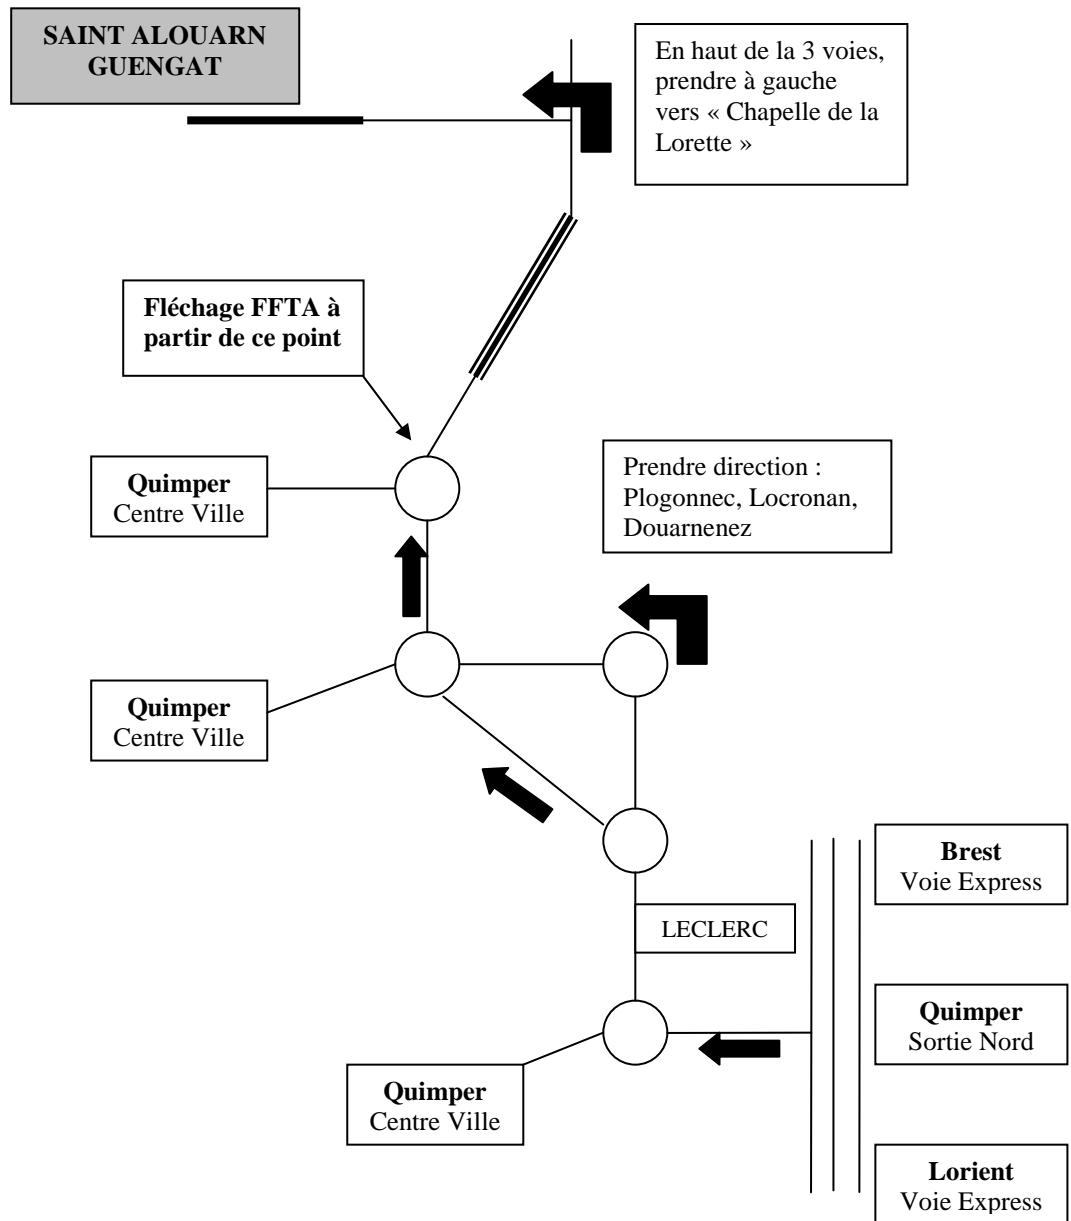 SAINT ALOUARN
GUENGAT
En haut de la 3 voies,
prendre à gauche
vers « Chapelle de la
Lorette »
Fléchage FFTA à
partir de ce point
Quimper
Centre Ville
Prendre direction :
Plogonnec, Locronan,
Douarnenez
Quimper
Centre Ville
Brest
Voie Express
LECLERC
Quimper
Sortie Nord
Quimper
Centre Ville
Lorient
Voie Express